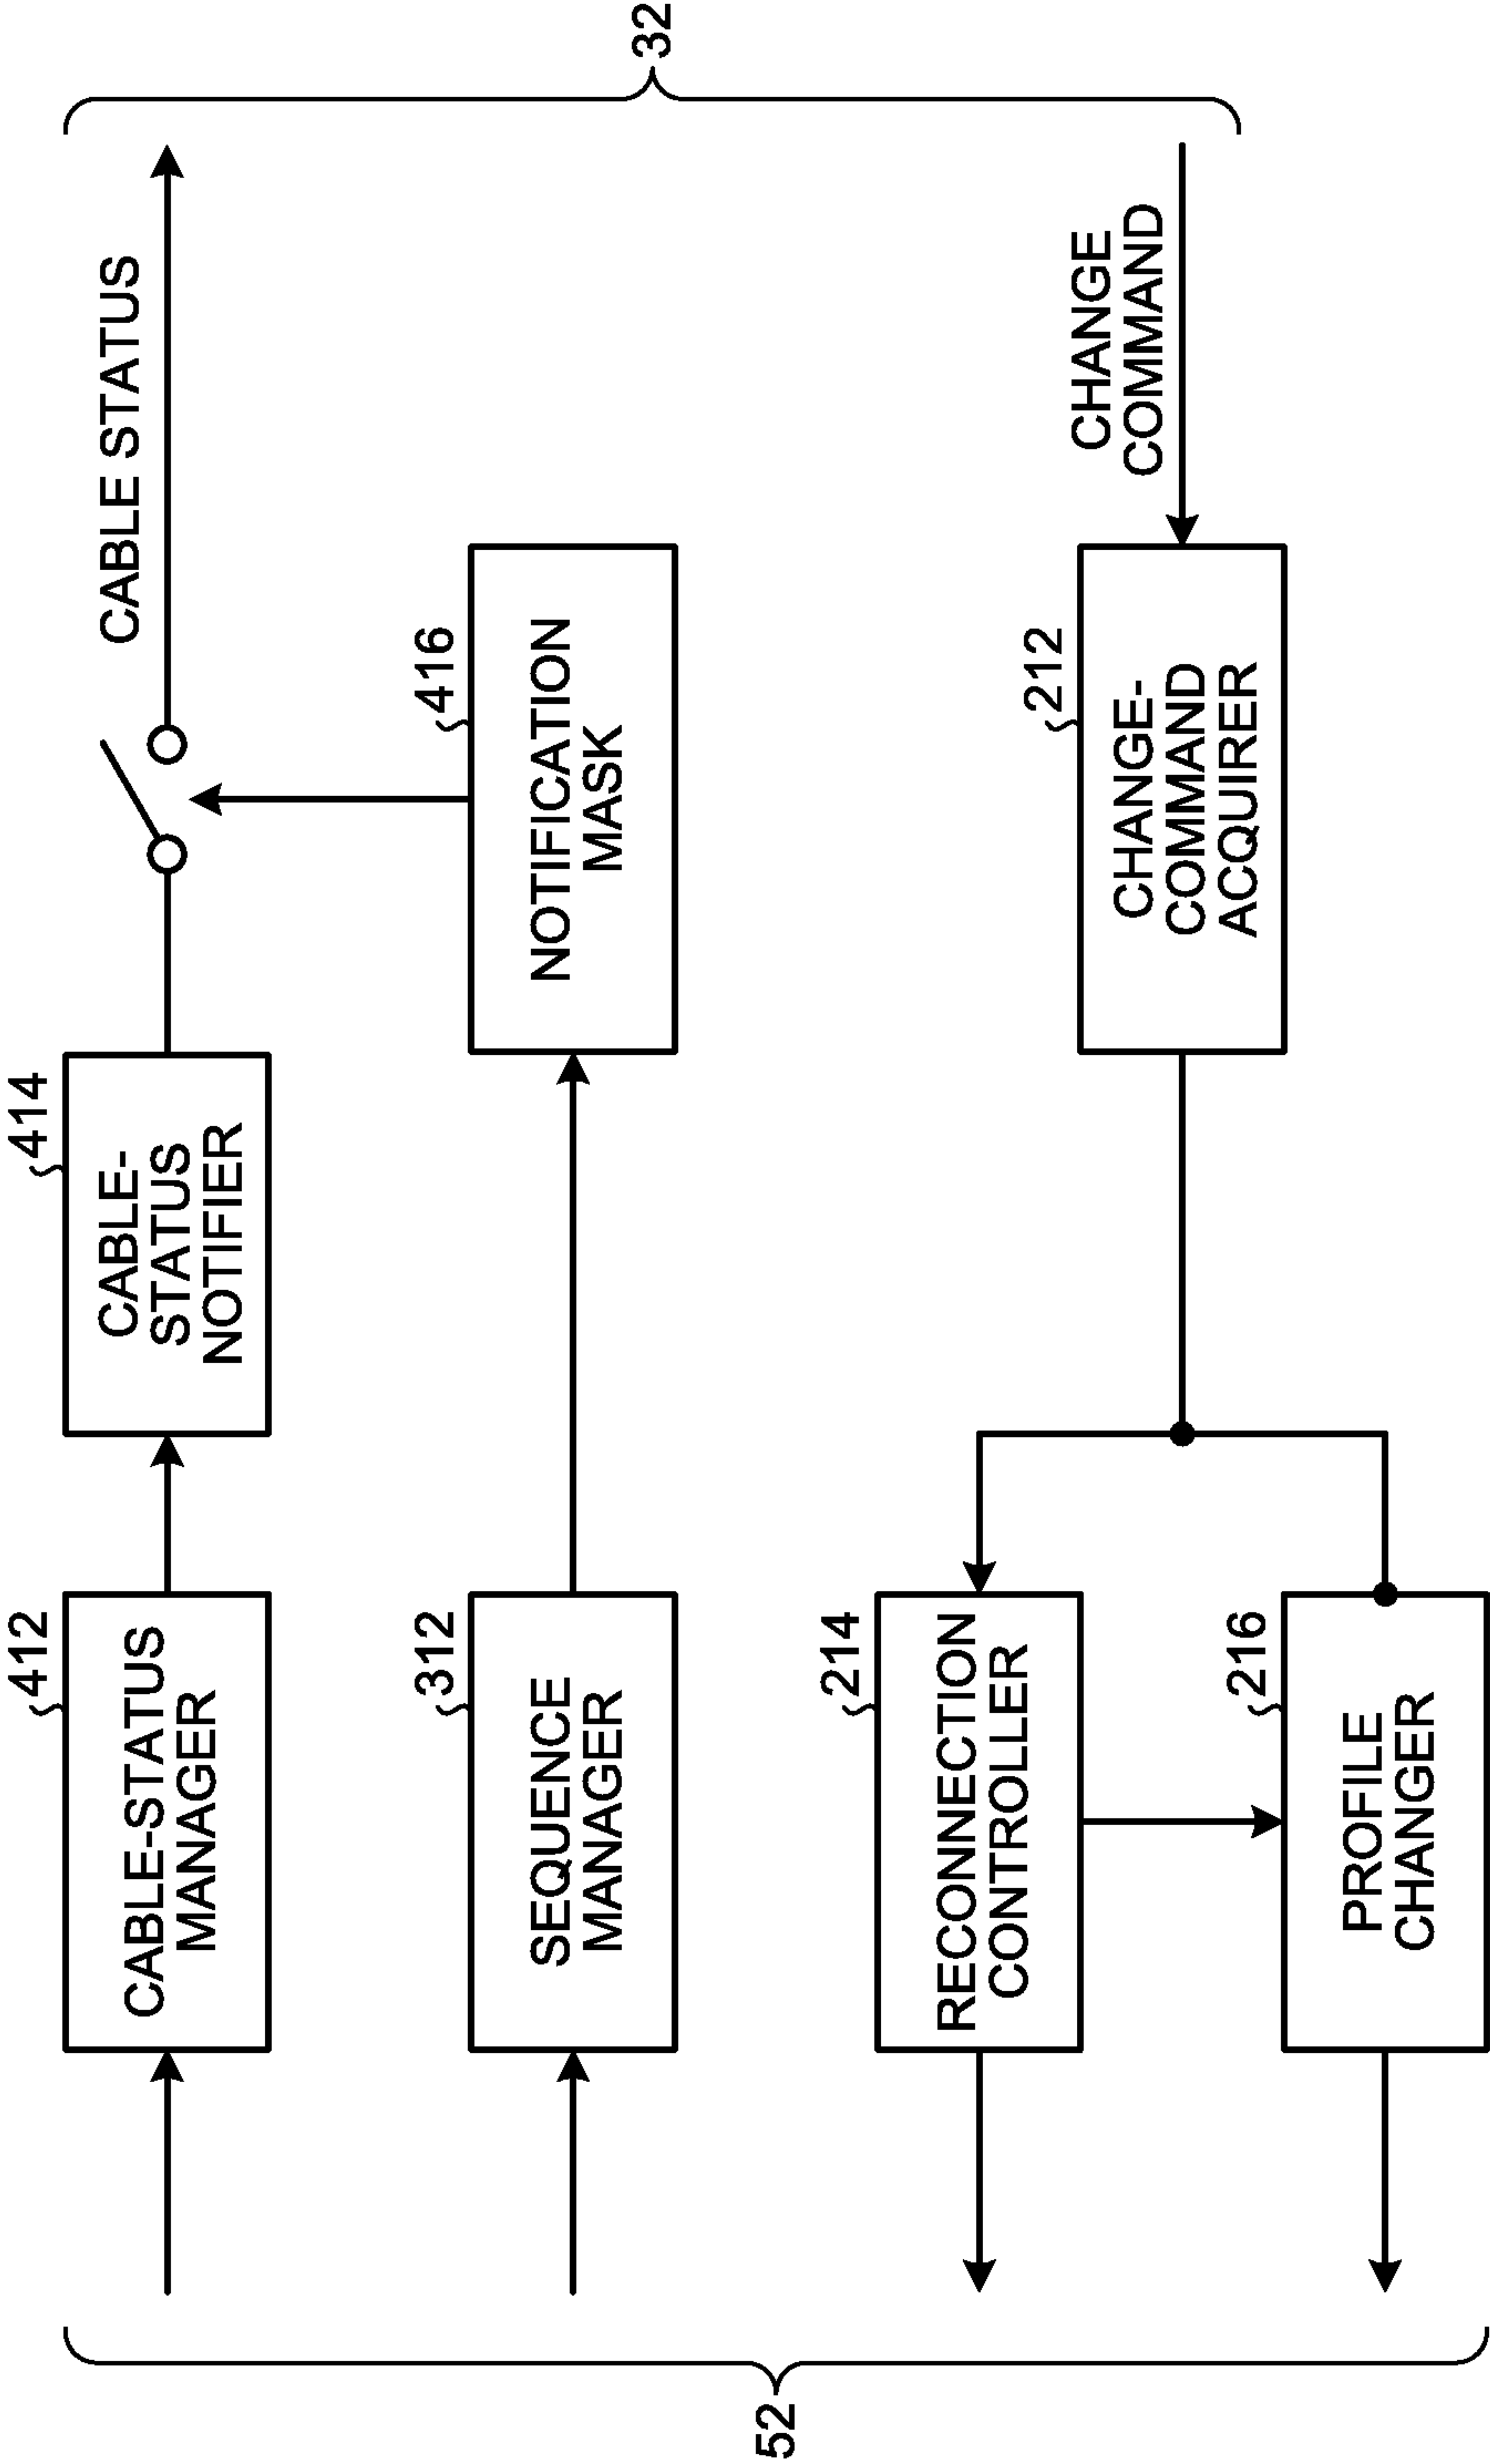 52
412
CABLE-STATUS
MANAGER
414
CABLE-
STATUS
NOTIFIER
CABLE STATUS
32
312
SEQUENCE
MANAGER
416
NOTIFICATION
MASK
214
RECONNECTION
CONTROLLER
212
CHANGE-
COMMAND
ACQUIRER
CHANGE
COMMAND
216
PROFILE
CHANGER